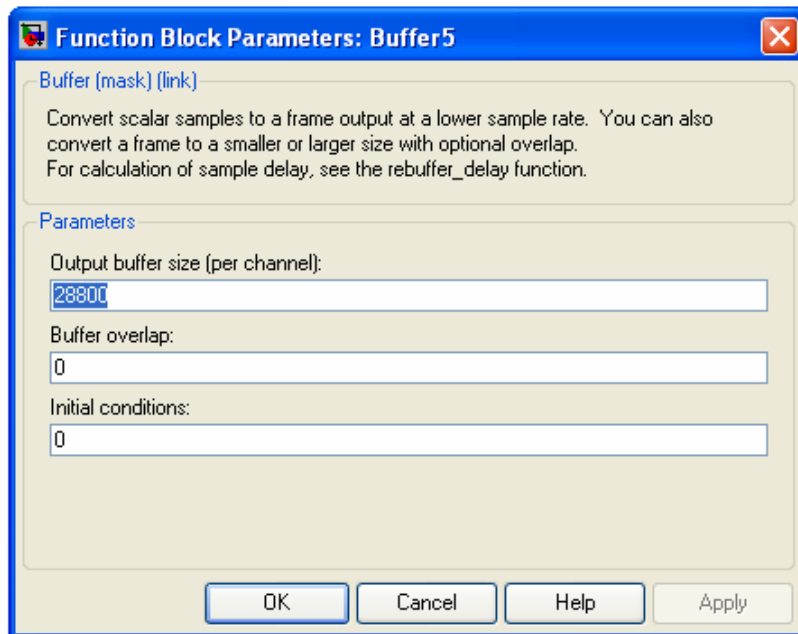 Function Block Parameters: Buffer5
Buffer (mask) (link)
Convert scalar samples to a frame output at a lower sample rate.  You can also
convert a frame to a smaller or larger size with optional overlap.
For calculation of sample delay, see the rebuffer_delay function.
Parameters
Output buffer size (per channel):
28800
Buffer overlap:
0
Initial conditions:
0
OK Cancel Help Apply